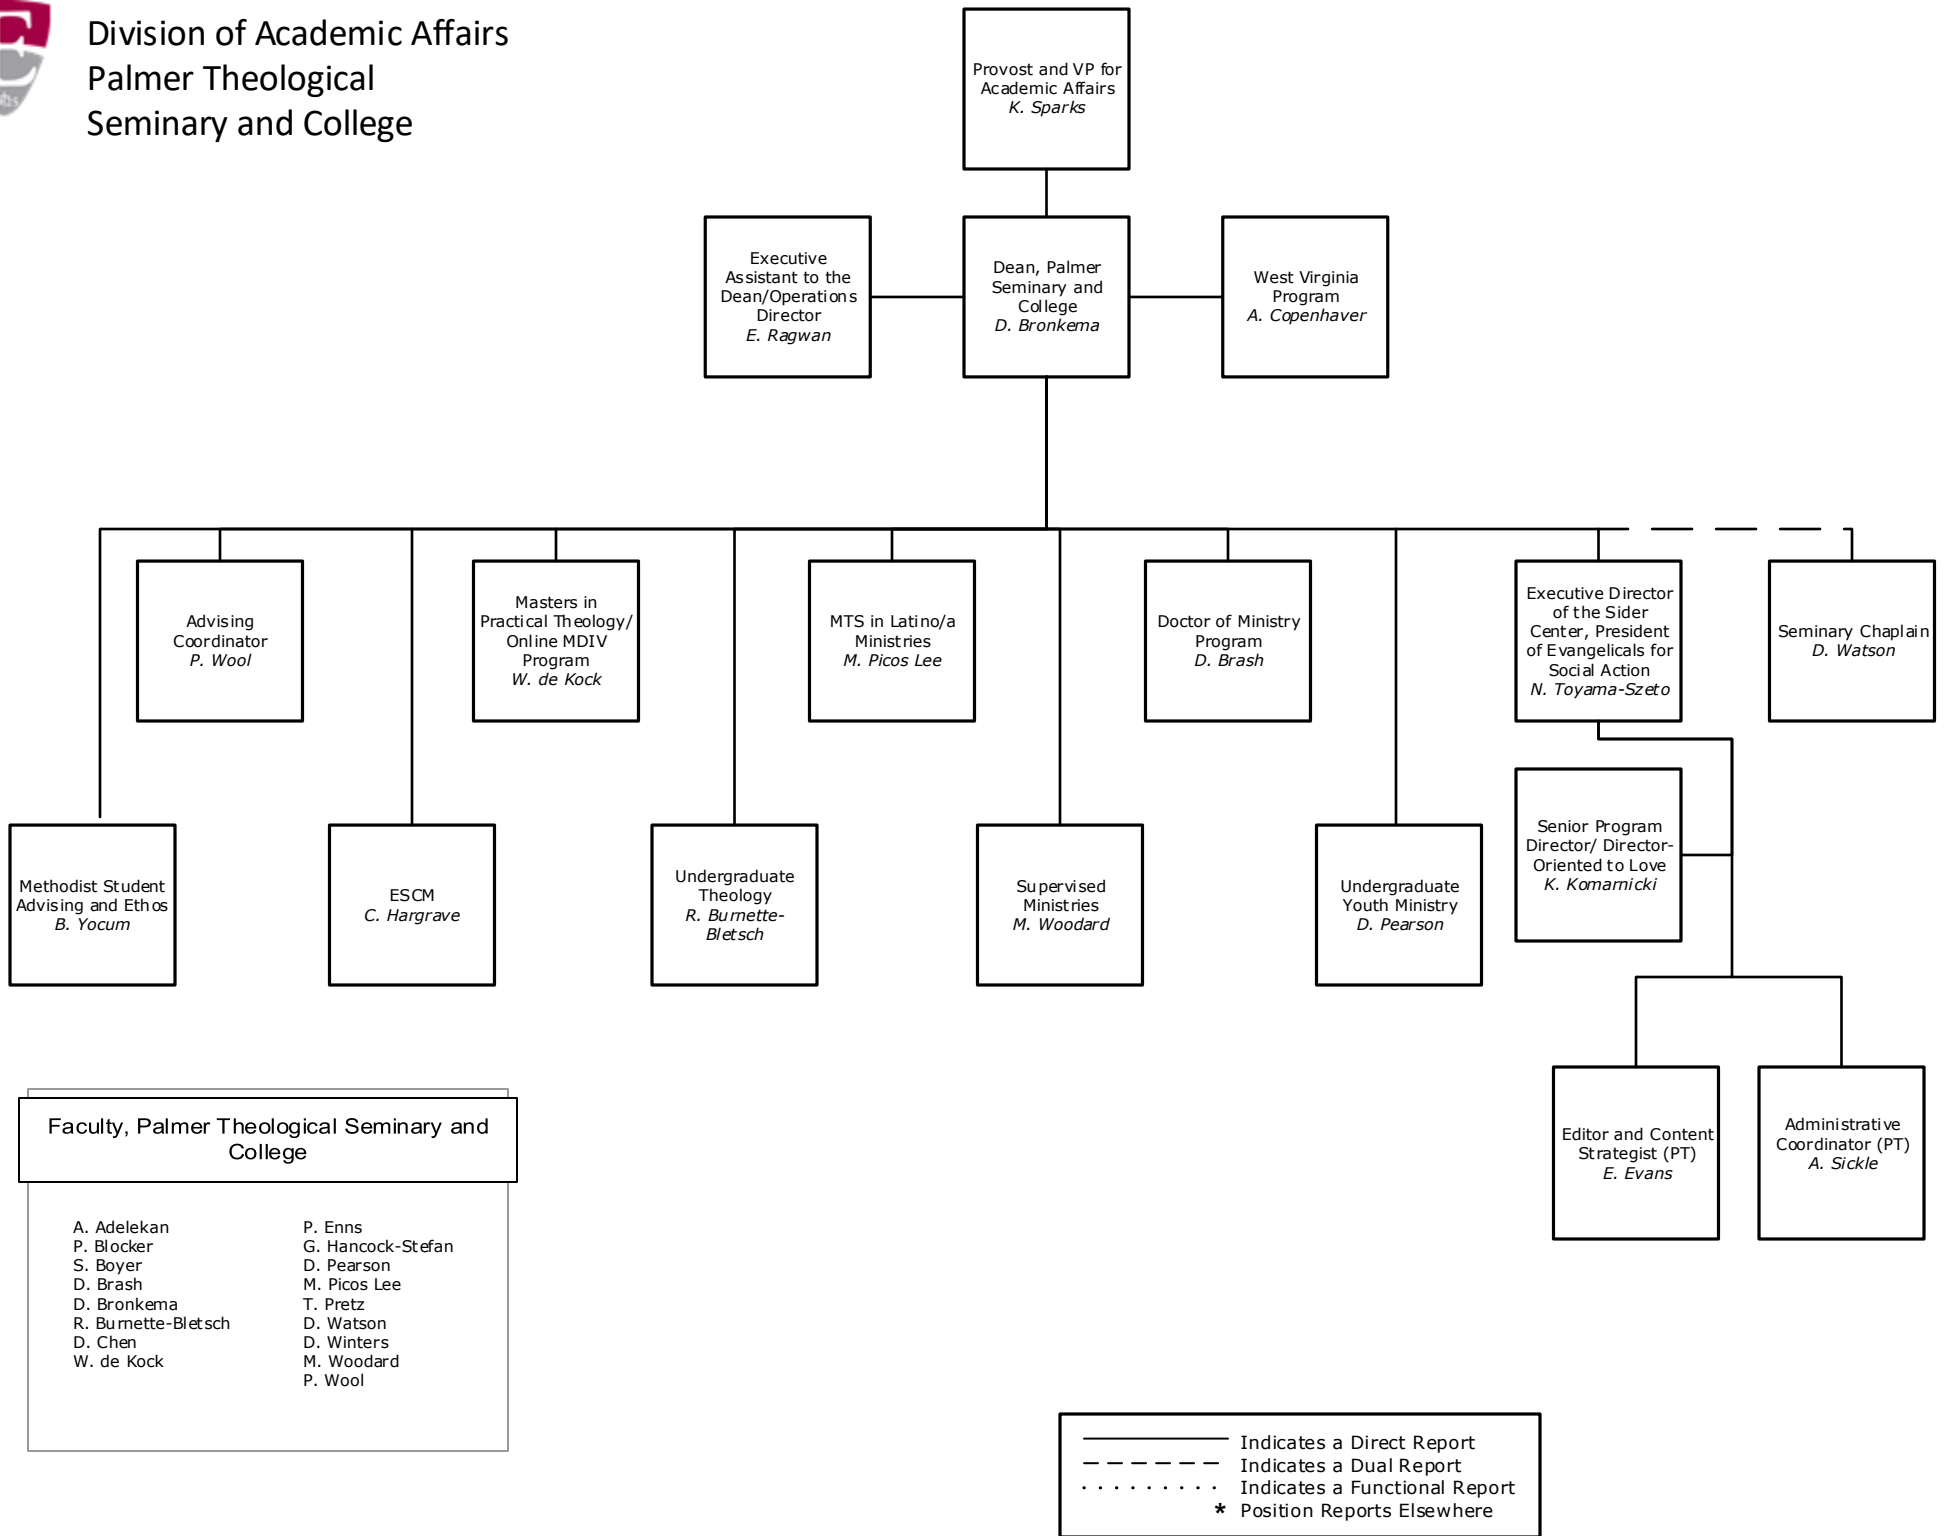 Division of Academic Affairs
Palmer Theological
Seminary and College
Provost and VP for
Academic Affairs
K. Sparks
Executive
Assistant to the
Dean/Operations
Director
E. Ragwan
Dean, Palmer
Seminary and
College
D. Bronkema
West Virginia
Program
A. Copenhaver
Advising
Coordinator
P. Wool
Masters in
Practical Theology/
Online MDIV
Program
W. de Kock
MTS in Latino/a
Ministries
M. Picos Lee
Doctor of Ministry
Program
D. Brash
Executive Director
of the Sider
Center, President
of Evangelicals for
Social Action
N. Toyama-Szeto
Seminary Chaplain
D. Watson
Methodist Student
Advising and Ethos
B. Yocum
ESCM
C. Hargrave
Undergraduate
Theology
R. Burnette-
Bletsch
Supervised
Ministries
M. Woodard
Undergraduate
Youth Ministry
D. Pearson
Senior Program
Director/ Director-
Oriented to Love
K. Komarnicki
Editor and Content
Strategist (PT)
E. Evans
Administrative
Coordinator (PT)
A. Sickle
Faculty, Palmer Theological Seminary and
College
A. Adelekan
P. Blocker
S. Boyer
D. Brash
D. Bronkema
R. Burnette-Bletsch
D. Chen
W. de Kock
P. Enns
G. Hancock-Stefan
D. Pearson
M. Picos Lee
T. Pretz
D. Watson
D. Winters
M. Woodard
P. Wool
Indicates a Direct Report
Indicates a Dual Report
Indicates a Functional Report
* Position Reports Elsewhere